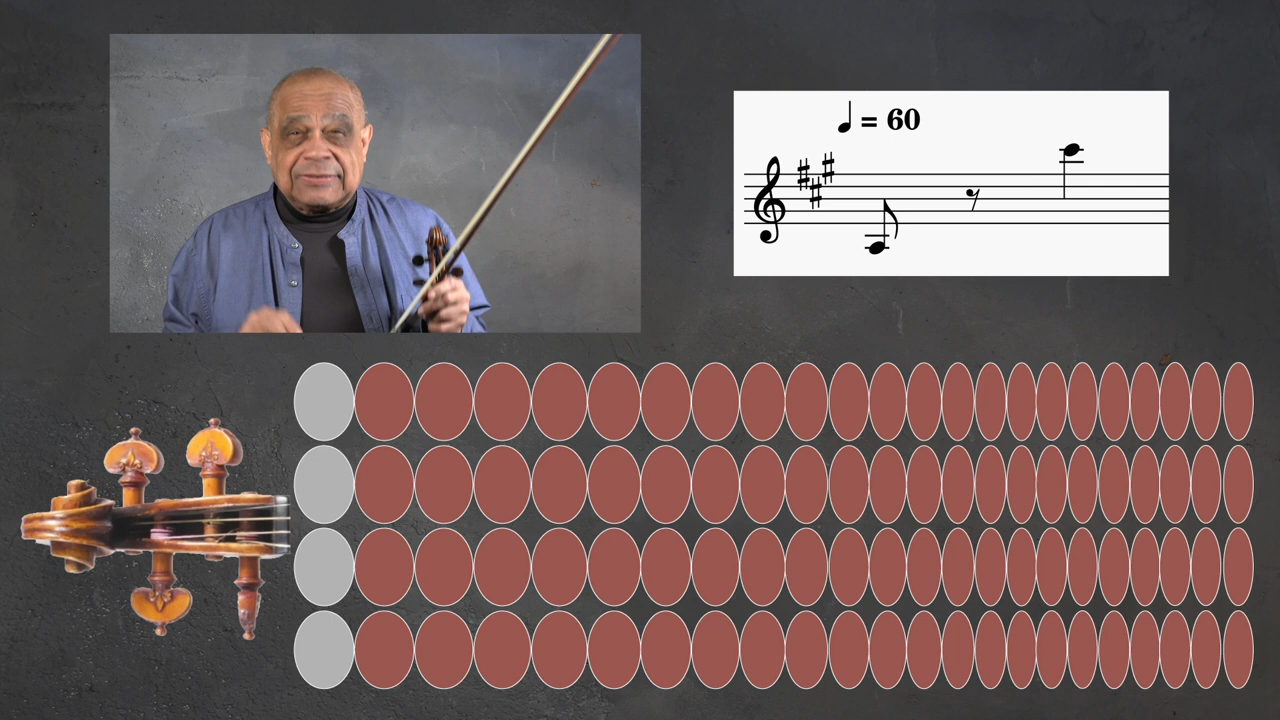 ♩ = 60